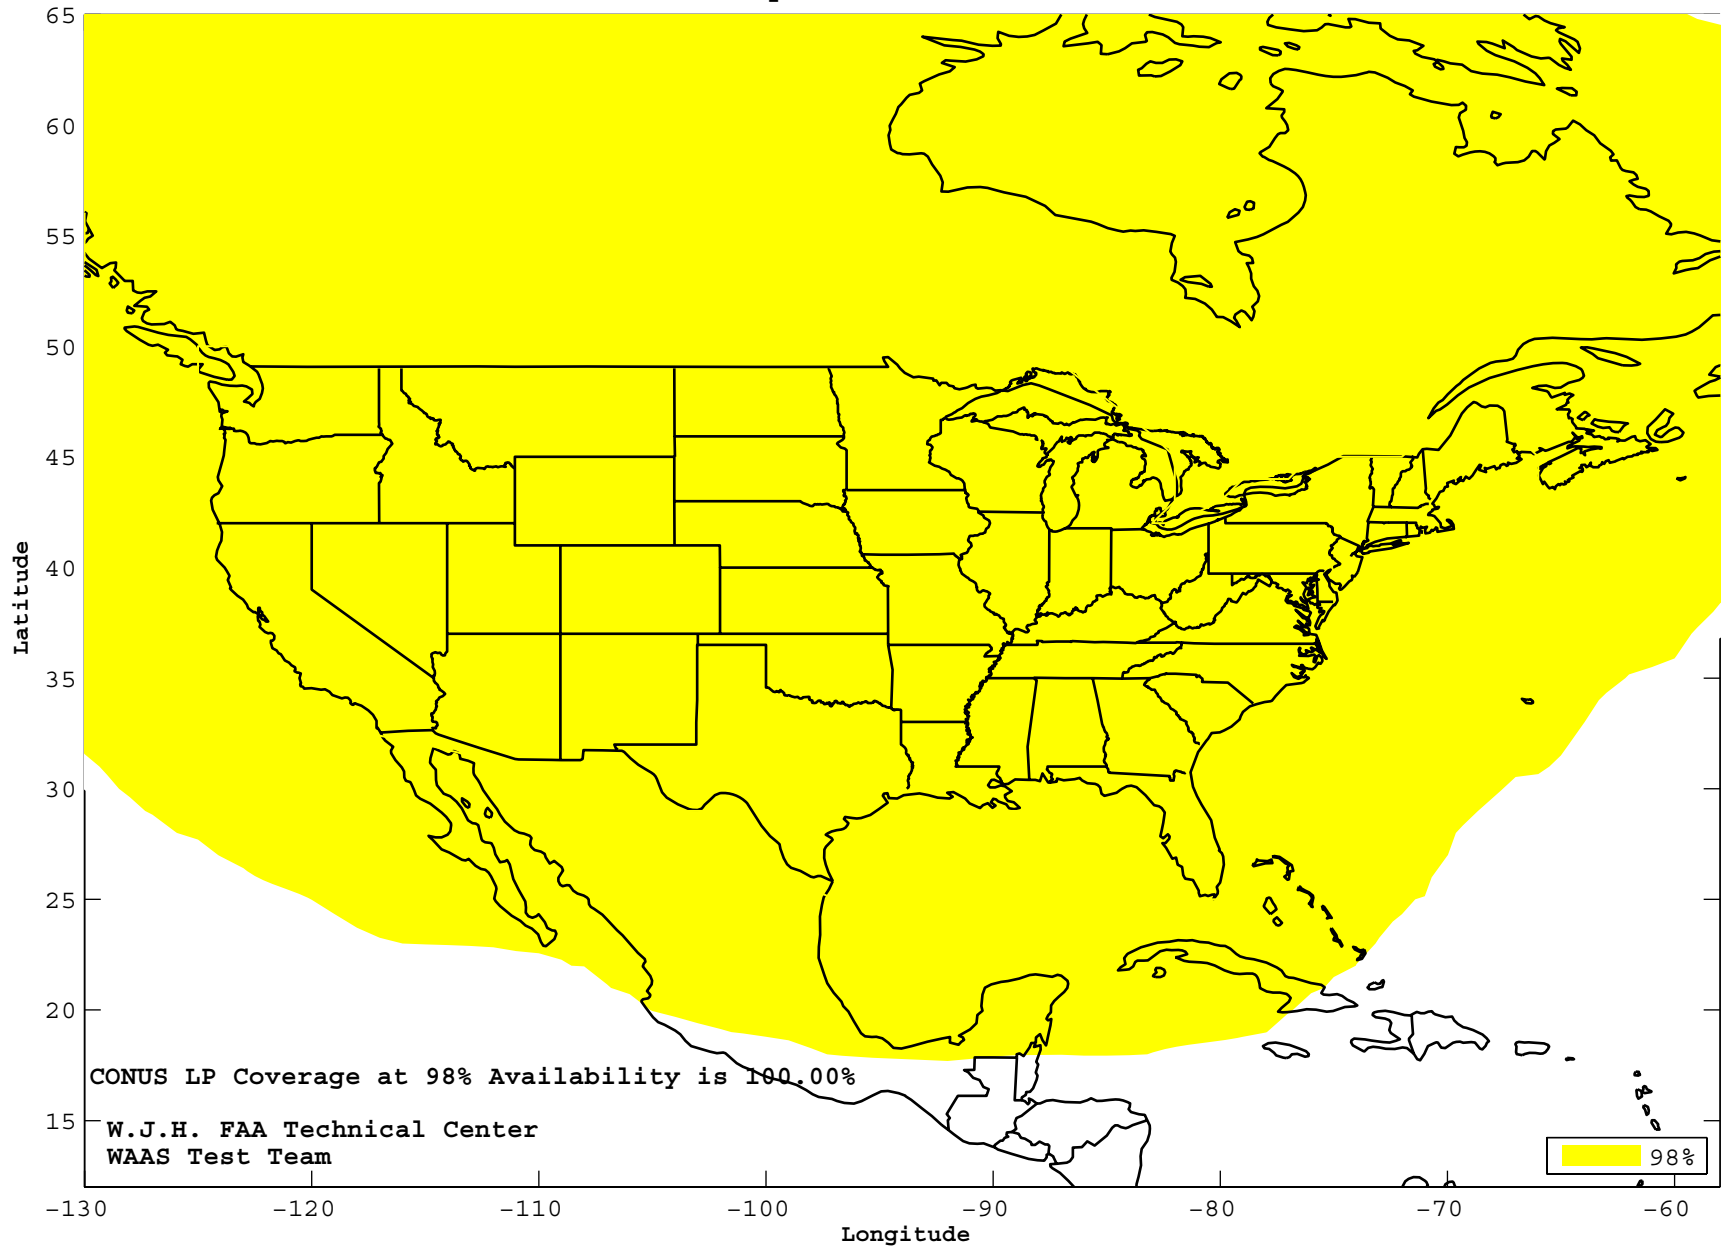 65
60
55
50
45
40
35
30
25
20
15
Latitude
CONUS LP Coverage at 98% Availability is 100.00%
W.J.H. FAA Technical Center
WAAS Test Team
98%
-130 -120 -110 -100 -90 -80 -70 -60
Longitude